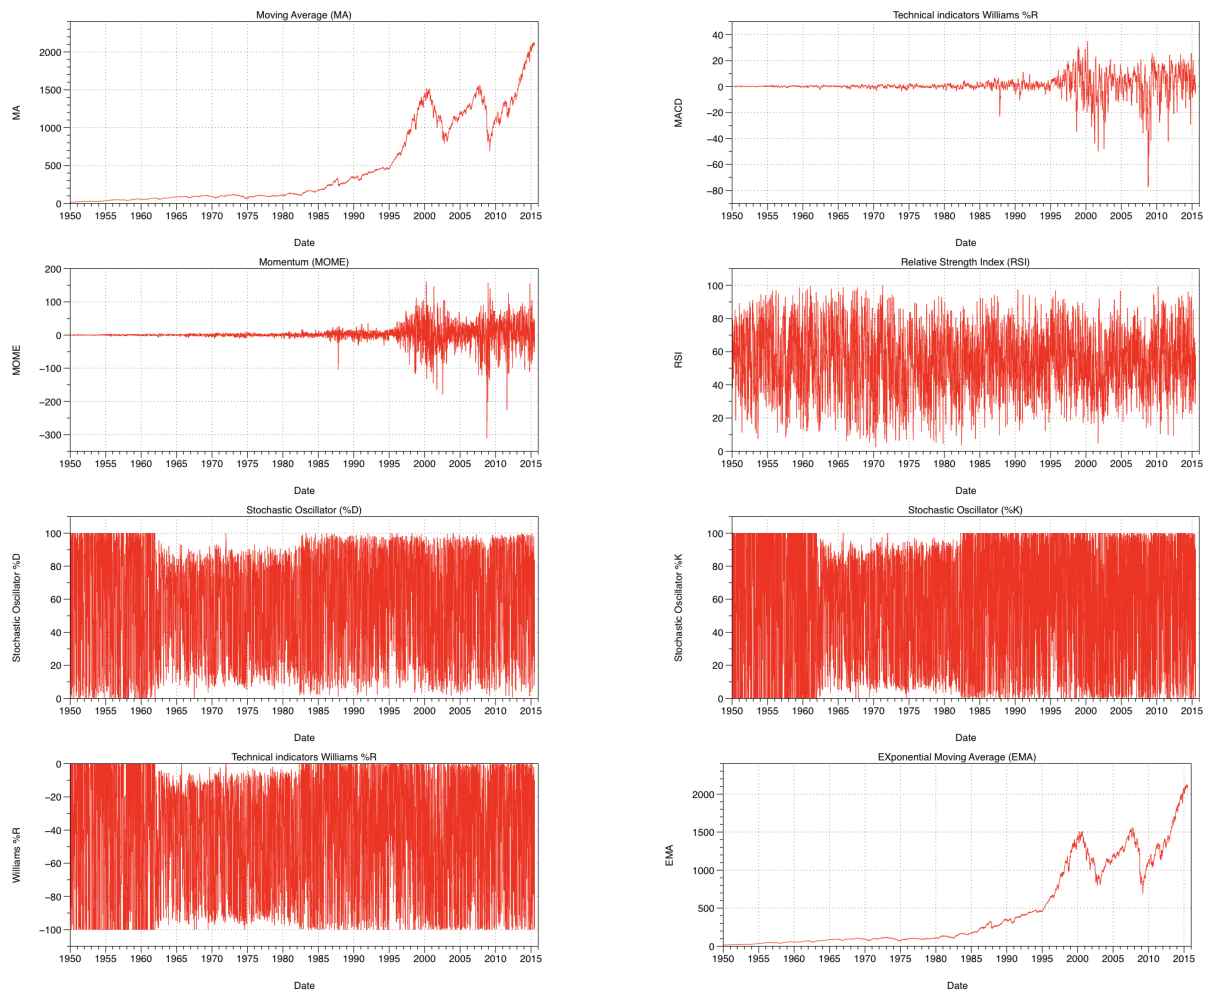 Moving Average (MA)
2000
1500
1000
500
0
MA
1950 1955 1960 1965 1970 1975 1980 1985 1990 1995 2000 2005 2010 2015
Date
Technical indicators Williams %R
40
20
0
−20
−40
−60
−80
MACD
1950 1955 1960 1965 1970 1975 1980 1985 1990 1995 2000 2005 2010 2015
Date
Momentum (MOME)
200
100
0
−100
−200
−300
MOME
1950 1955 1960 1965 1970 1975 1980 1985 1990 1995 2000 2005 2010 2015
Date
Relative Strength Index (RSI)
100
80
60
40
20
0
RSI
1950 1955 1960 1965 1970 1975 1980 1985 1990 1995 2000 2005 2010 2015
Date
Stochastic Oscillator (%D)
100
80
60
40
20
0
Stochastic Oscillator %D
1950 1955 1960 1965 1970 1975 1980 1985 1990 1995 2000 2005 2010 2015
Date
Stochastic Oscillator (%K)
100
80
60
40
20
0
Stochastic Oscillator %K
1950 1955 1960 1965 1970 1975 1980 1985 1990 1995 2000 2005 2010 2015
Date
Technical indicators Williams %R
0
−20
−40
−60
−80
−100
Williams %R
1950 1955 1960 1965 1970 1975 1980 1985 1990 1995 2000 2005 2010 2015
Date
EXponential Moving Average (EMA)
2000
1500
1000
500
0
EMA
1950 1955 1960 1965 1970 1975 1980 1985 1990 1995 2000 2005 2010 2015
Date